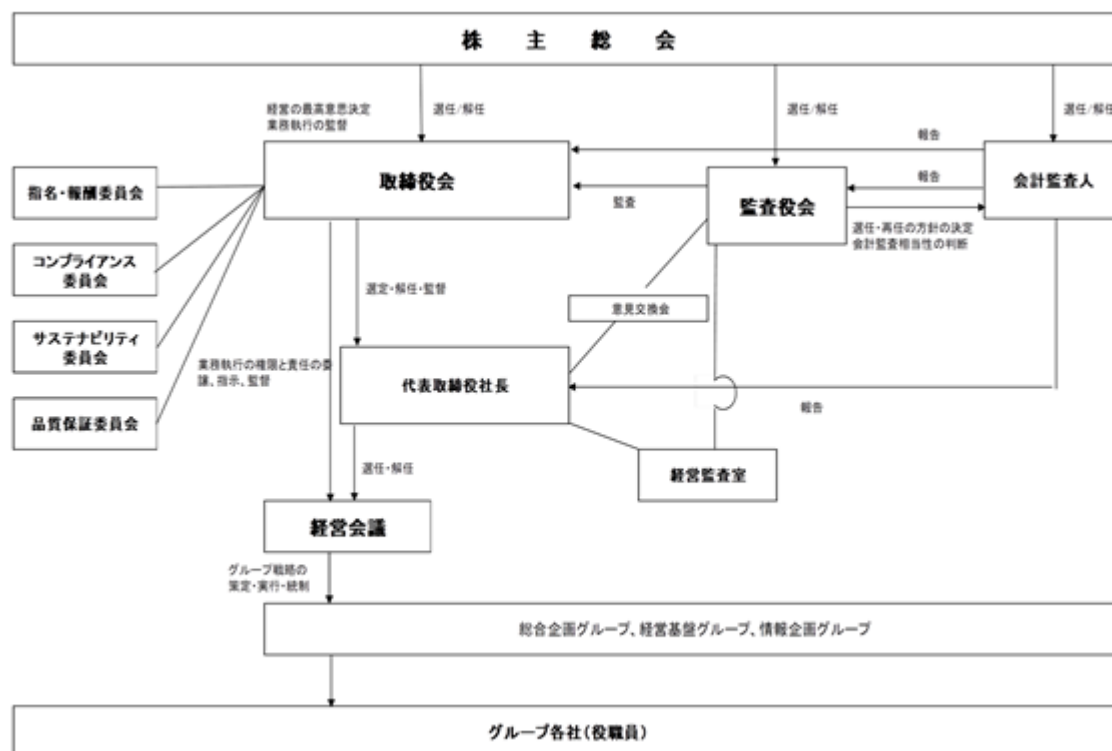 株 主 総 会
経営の最高意思決定
業務執行の監督
選任/解任
選任/解任
選任/解任
取締役会
報告
会計監査人
指名・報酬委員会
監査
監査役会
報告
選任・再任の方針の決定
会計監査相当性の判断
コンプライアンス
委員会
選定・解任・監督
意見交換会
サステナビリティ
委員会
業務執行の権限と責任の委
譲、指示、監督
代表取締役社長
報告
品質保証委員会
選任・解任
経営監査室
経営会議
グループ戦略の
策定・実行・統制
総合企画グループ、経営基盤グループ、情報企画グループ
グループ各社(役職員)